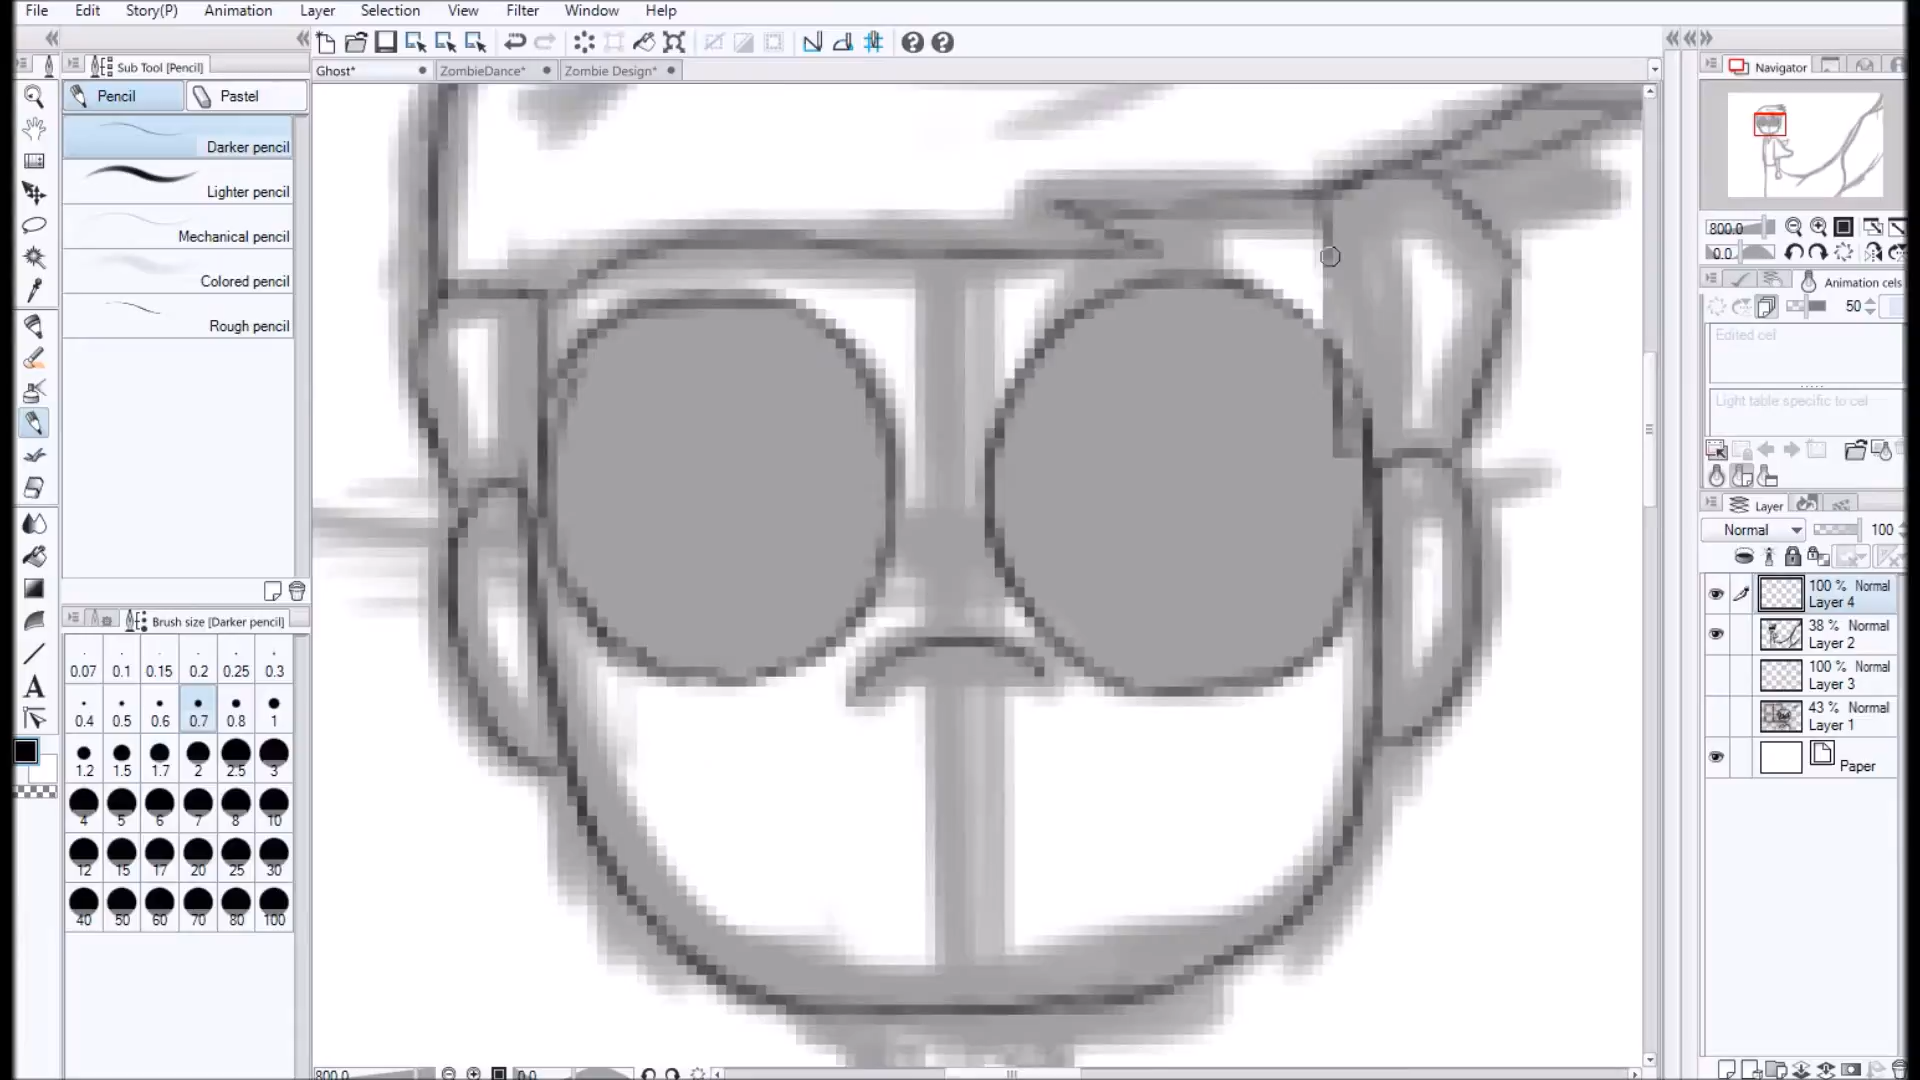 File Edit Story(P) Animation Layer Selection View Filter Window Help
Sub Tool [Pencil]
Ghost* ZombieDance* Zombie Design*
Navigator
Pencil Pastel
Darker pencil
Lighter pencil
Mechanical pencil
Colored pencil
Rough pencil
800.0
0.0
Animation cels
50
Edited cel
Light table specific to cel
Layer
Normal 100
100 % Normal
Layer 4
38 % Normal
Layer 2
100 % Normal
Layer 3
43 % Normal
Layer 1
Paper
Brush size [Darker pencil]
0.07 0.1 0.15 0.2 0.25 0.3
0.4 0.5 0.6 0.7 0.8 1
1.2 1.5 1.7 2 2.5 3
4 5 6 7 8 10
12 15 17 20 25 30
40 50 60 70 80 100
A
800.0 0.0